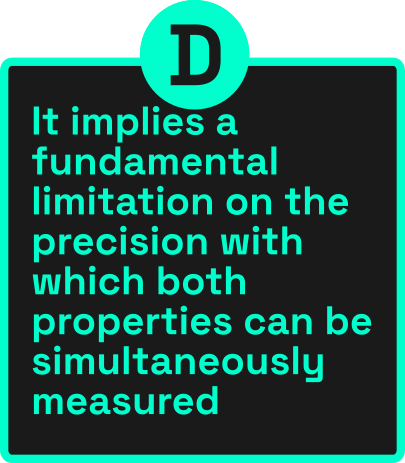 D
It implies a
fundamental
limitation on the
precision with
which both
properties can be
simultaneously
measured